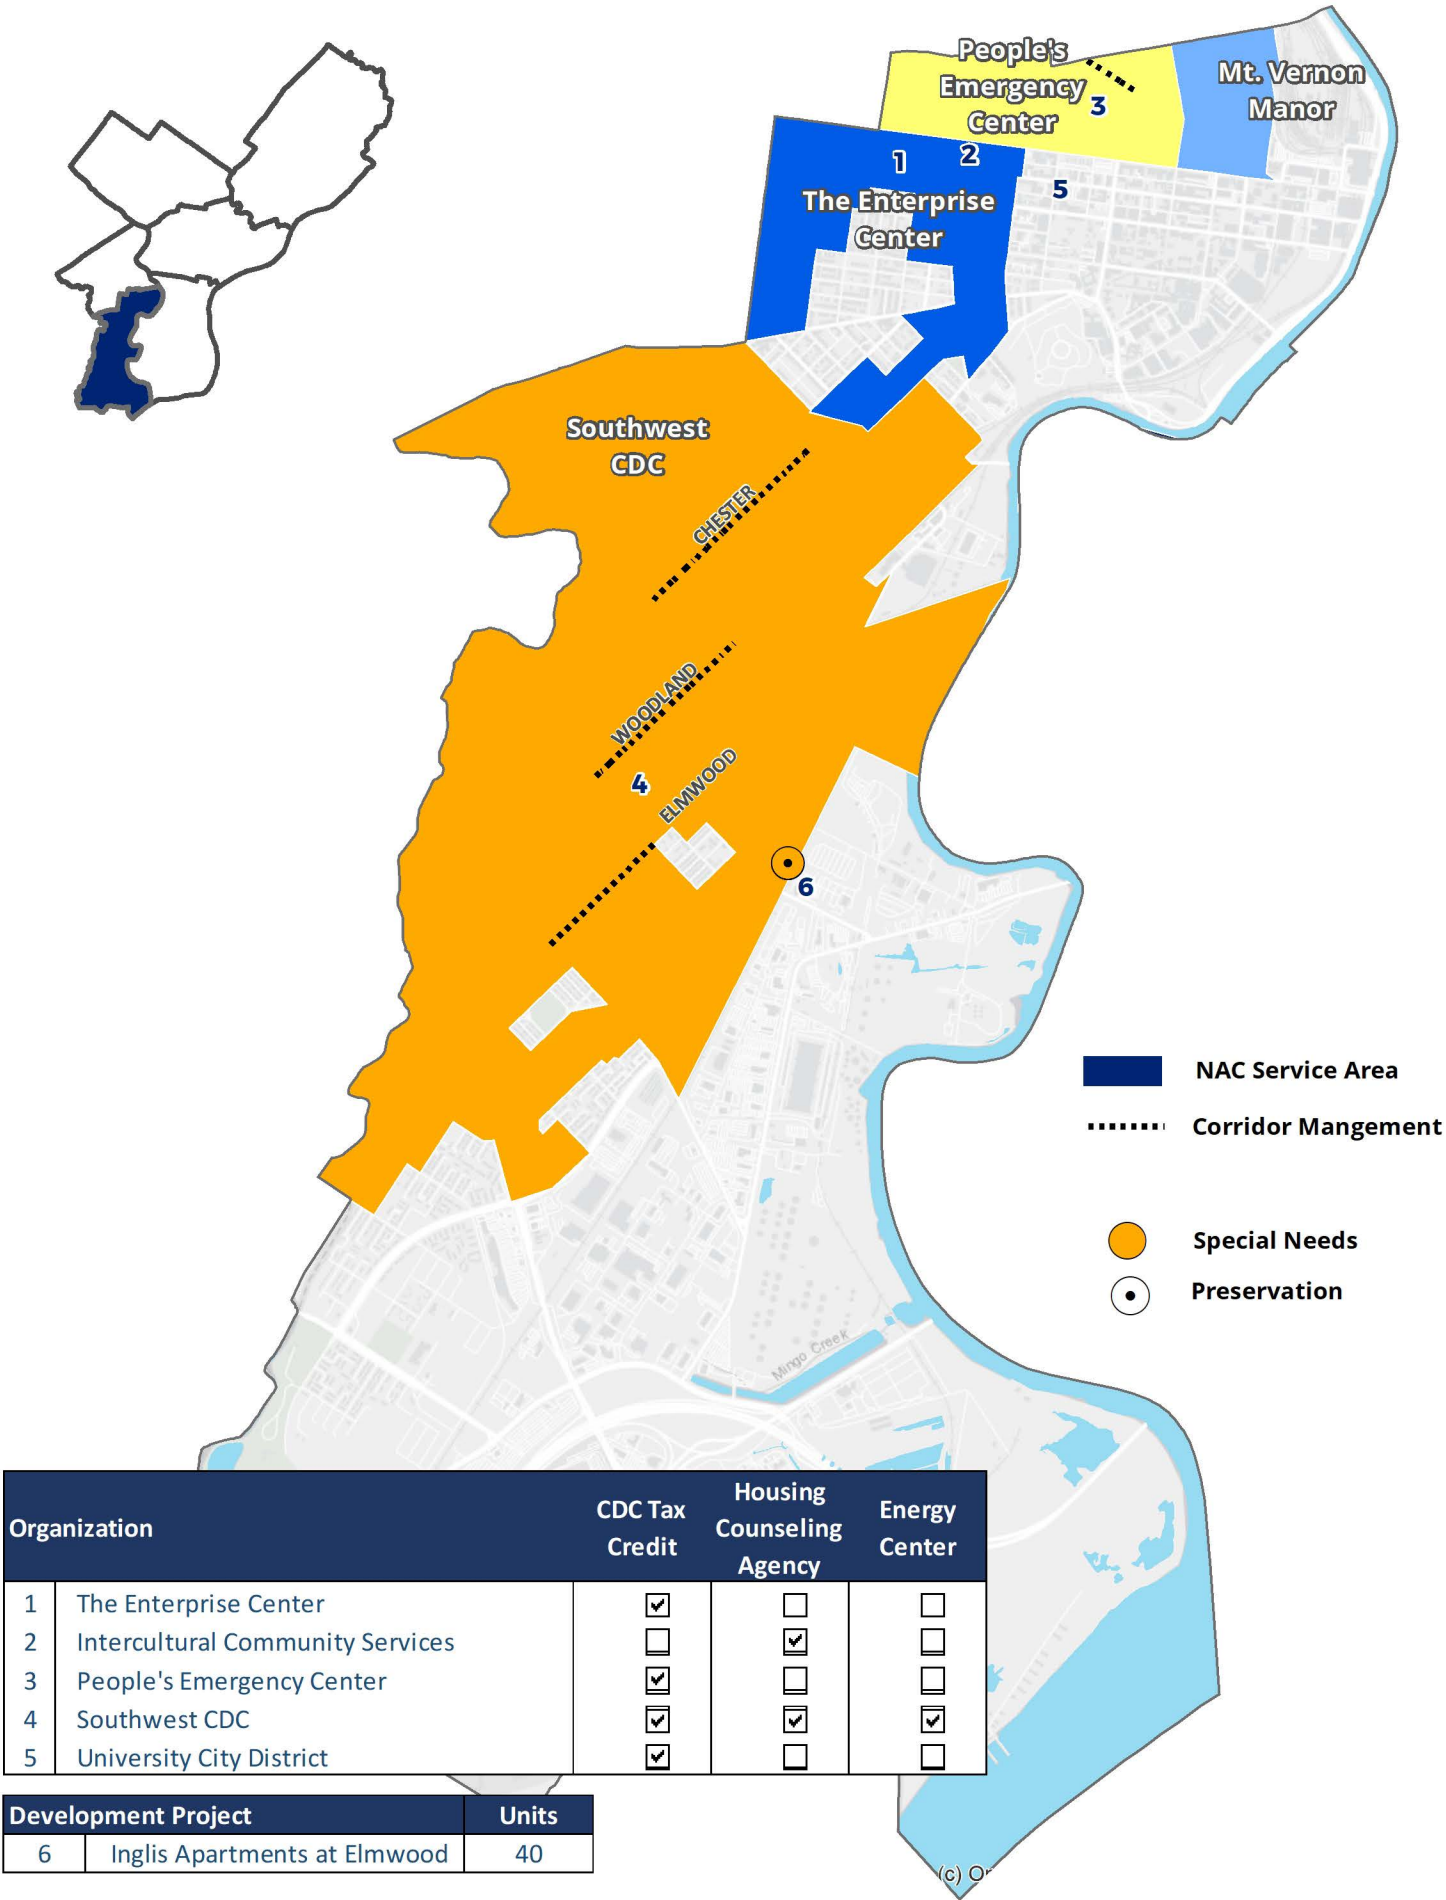 People's
Emergency
Center
3
Mt. Vernon
Manor
1
2
5
The Enterprise
Center
Southwest
CDC
CHESTER
WOODLAND
4
ELMWOOD
6
NAC Service Area
Corridor Mangement
Special Needs
Preservation
Mingo Creek
Organization CDC Tax Credit Housing Counseling Agency Energy Center
1 The Enterprise Center
2 Intercultural Community Services
3 People's Emergency Center
4 Southwest CDC
5 University City District
Development Project Units
6 Inglis Apartments at Elmwood 40
(c)